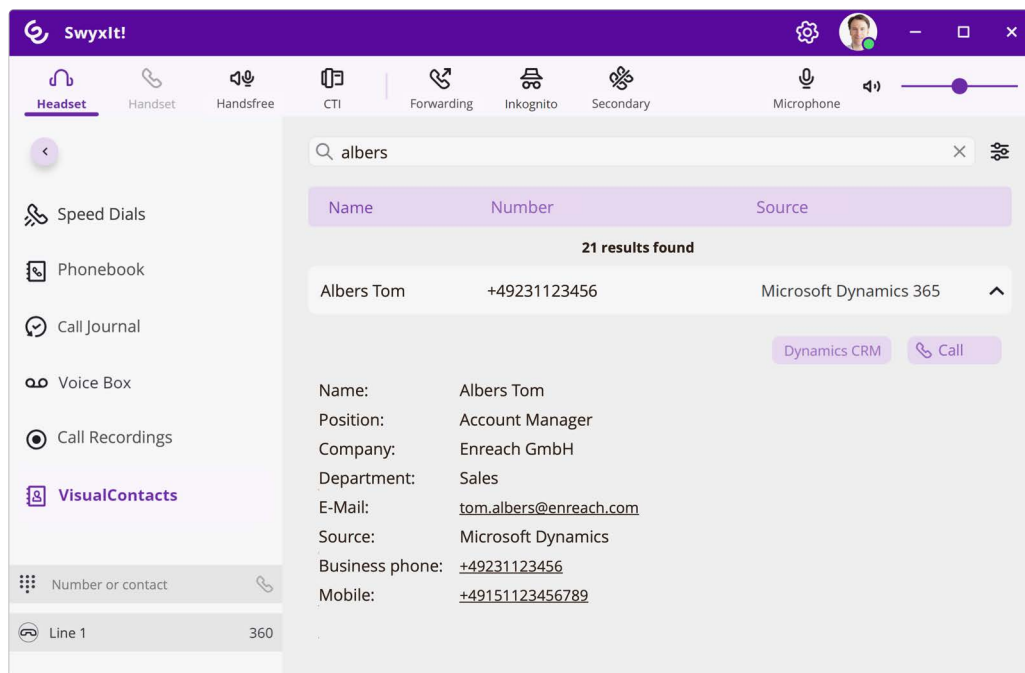 SwyxIt!
Headset Handset Handsfree CTI Forwarding Inkognito Secondary Microphone
albers
Speed Dials
Phonebook
Call Journal
Voice Box
Call Recordings
VisualContacts
Number or contact
Line 1 360
Name Number Source
21 results found
Albers Tom +49231123456 Microsoft Dynamics 365
Dynamics CRM Call
Name: Albers Tom
Position: Account Manager
Company: Enreach GmbH
Department: Sales
E-Mail: tom.albers@enreach.com
Source: Microsoft Dynamics
Business phone: +49231123456
Mobile: +49151123456789